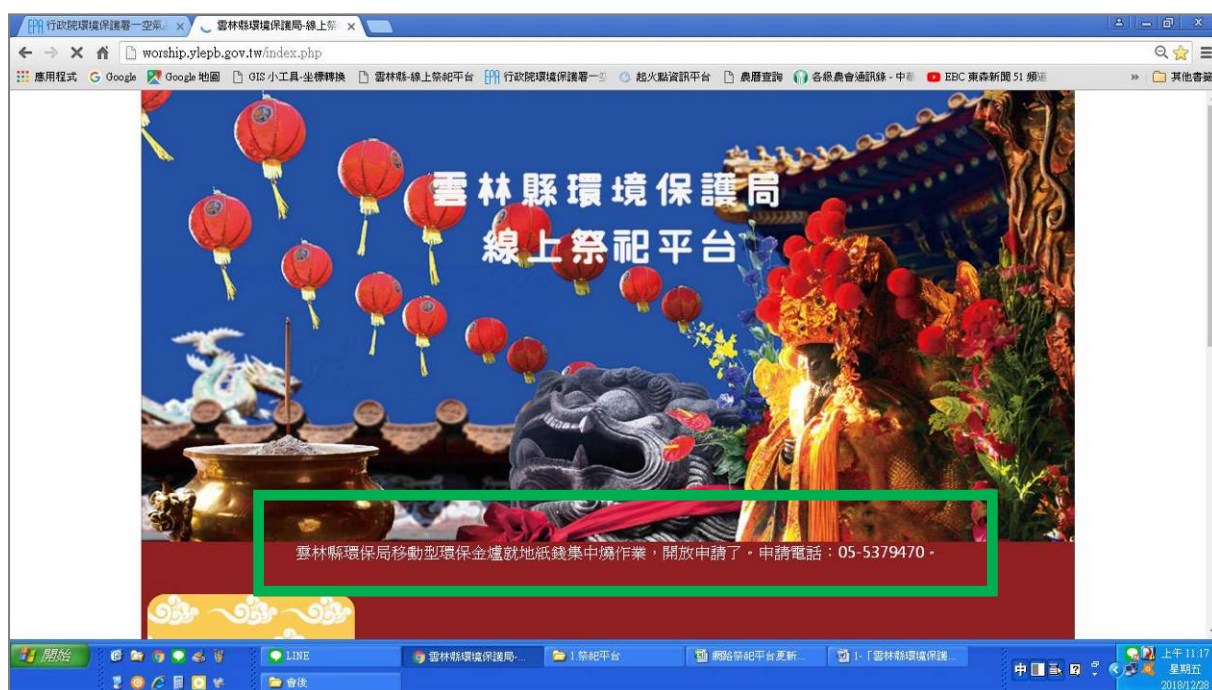 行政院環境保護署－空氣
雲林縣環境保護局-線上祭
worship.ylepb.gov.tw/index.php
應用程式 Google Google 地圖 GIS 小工具-坐標轉換 雲林縣-線上祭祀平台 行政院環境保護署－空 起火點資訊平台 農曆查詢 各級農會通訊錄 - 中 EBC 東森新聞 51 頻 » 其他書籤
雲林縣環境保護局
線上祭祀平台
雲林縣環保局移動型環保金爐就地紙錢集中燒作業，開放申請了。申請電話：05-5379470。
開始 LINE 雲林縣環境保護局-... 1.祭祀平台 網路祭祀平台更新... 1-「雲林縣環境保護... 上午 11:17
會後 中 星期五
2018/12/28